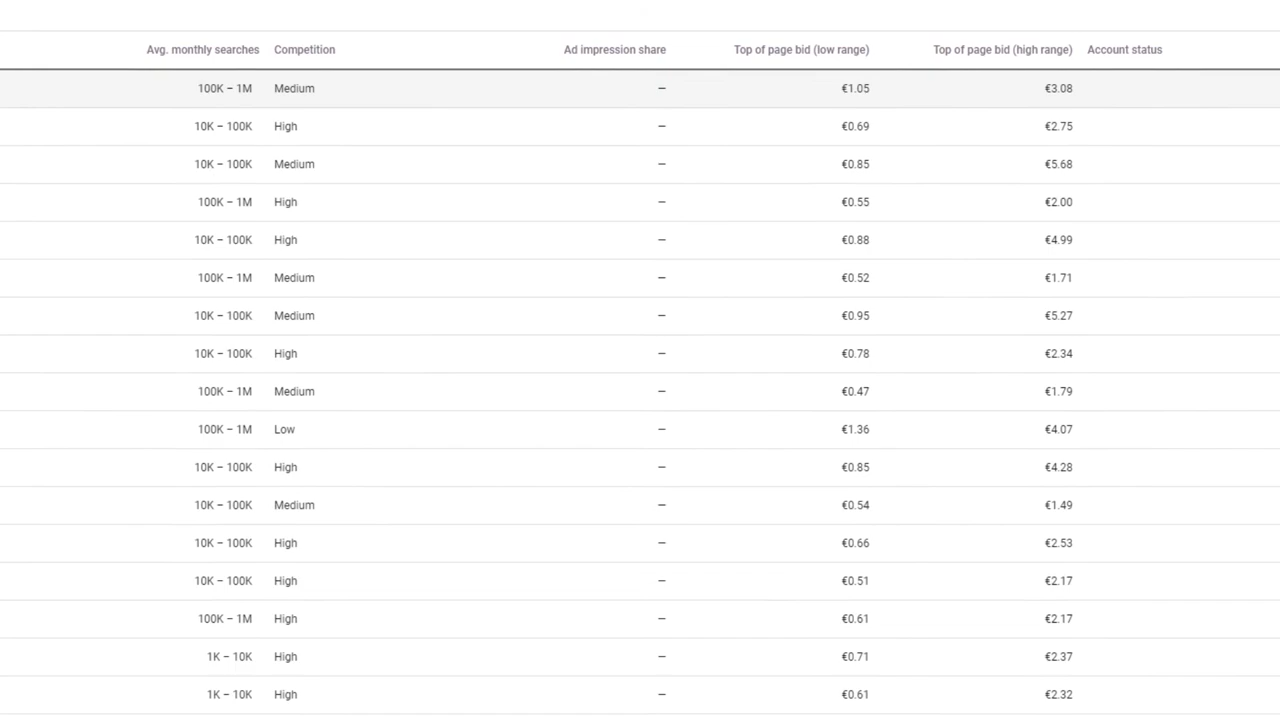 Avg. monthly searches Competition Ad impression share Top of page bid (low range) Top of page bid (high range) Account status
100K – 1M Medium — €1.05 €3.08
10K – 100K High — €0.69 €2.75
10K – 100K Medium — €0.85 €5.68
100K – 1M High — €0.55 €2.00
10K – 100K High — €0.88 €4.99
100K – 1M Medium — €0.52 €1.71
10K – 100K Medium — €0.95 €5.27
10K – 100K High — €0.78 €2.34
100K – 1M Medium — €0.47 €1.79
100K – 1M Low — €1.36 €4.07
10K – 100K High — €0.85 €4.28
10K – 100K Medium — €0.54 €1.49
10K – 100K High — €0.66 €2.53
10K – 100K High — €0.51 €2.17
100K – 1M High — €0.61 €2.17
1K – 10K High — €0.71 €2.37
1K – 10K High — €0.61 €2.32